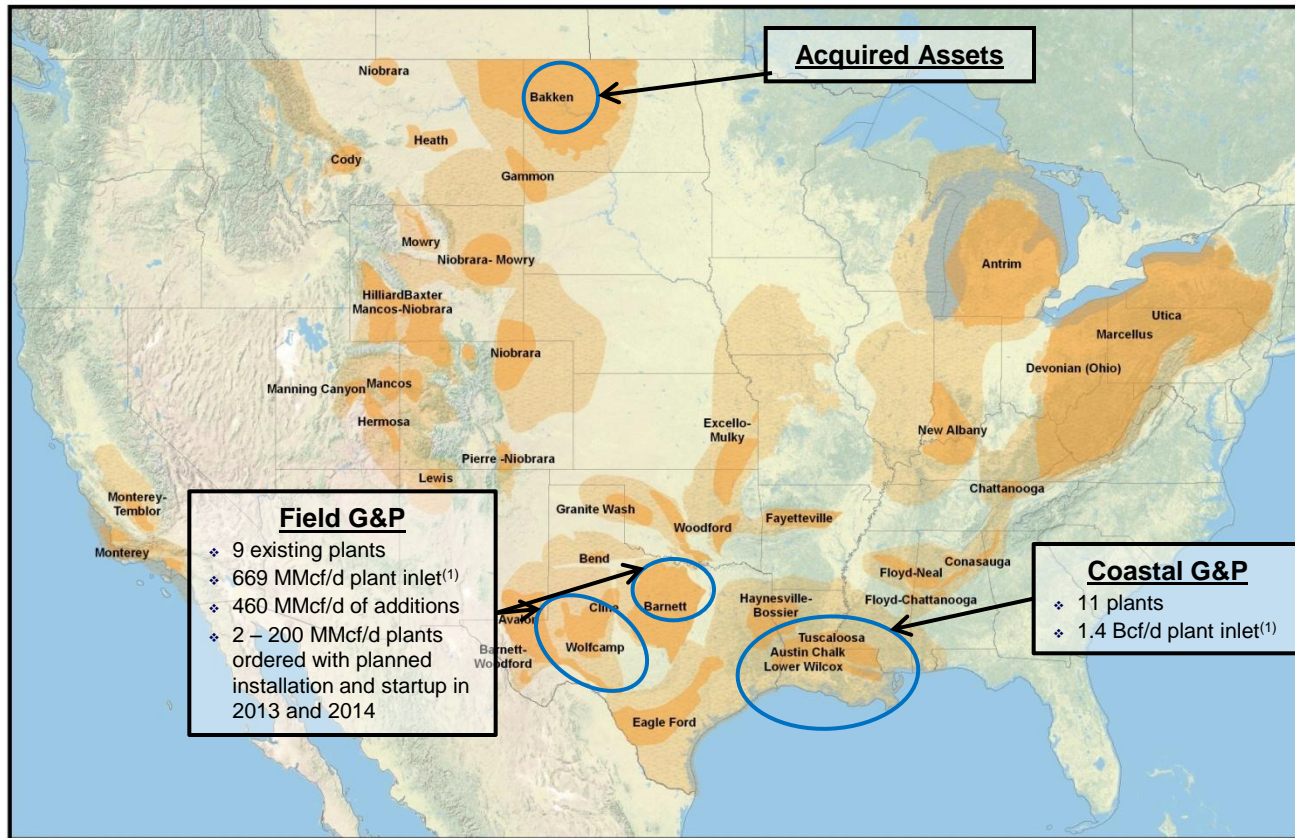 Acquired Assets
Niobrara
Bakken
Heath
Cody
Gammon
Mowry
Niobrara- Mowry
Antrim
HilliardBaxter
Mancos-Niobrara
Utica
Marcellus
Niobrara
Devonian (Ohio)
Manning Canyon
Mancos
Hermosa
Excello-
Mulky
New Albany
Pierre -Niobrara
Lewis
Chattanooga
Monterey-
Temblor
Monterey
Granite Wash
Woodford
Fayetteville
Bend
Conasauga
Floyd-Neal
Floyd-Chattanooga
Haynesville-
Bossier
Cline
Barnett
Avalon
Tuscaloosa
Austin Chalk
Lower Wilcox
Wolfcamp
Barnett-
Woodford
Eagle Ford
Field G&P
❖ 9 existing plants
❖ 669 MMcf/d plant inlet(1)
❖ 460 MMcf/d of additions
❖ 2 – 200 MMcf/d plants
ordered with planned
installation and startup in
2013 and 2014
Coastal G&P
❖ 11 plants
❖ 1.4 Bcf/d plant inlet(1)